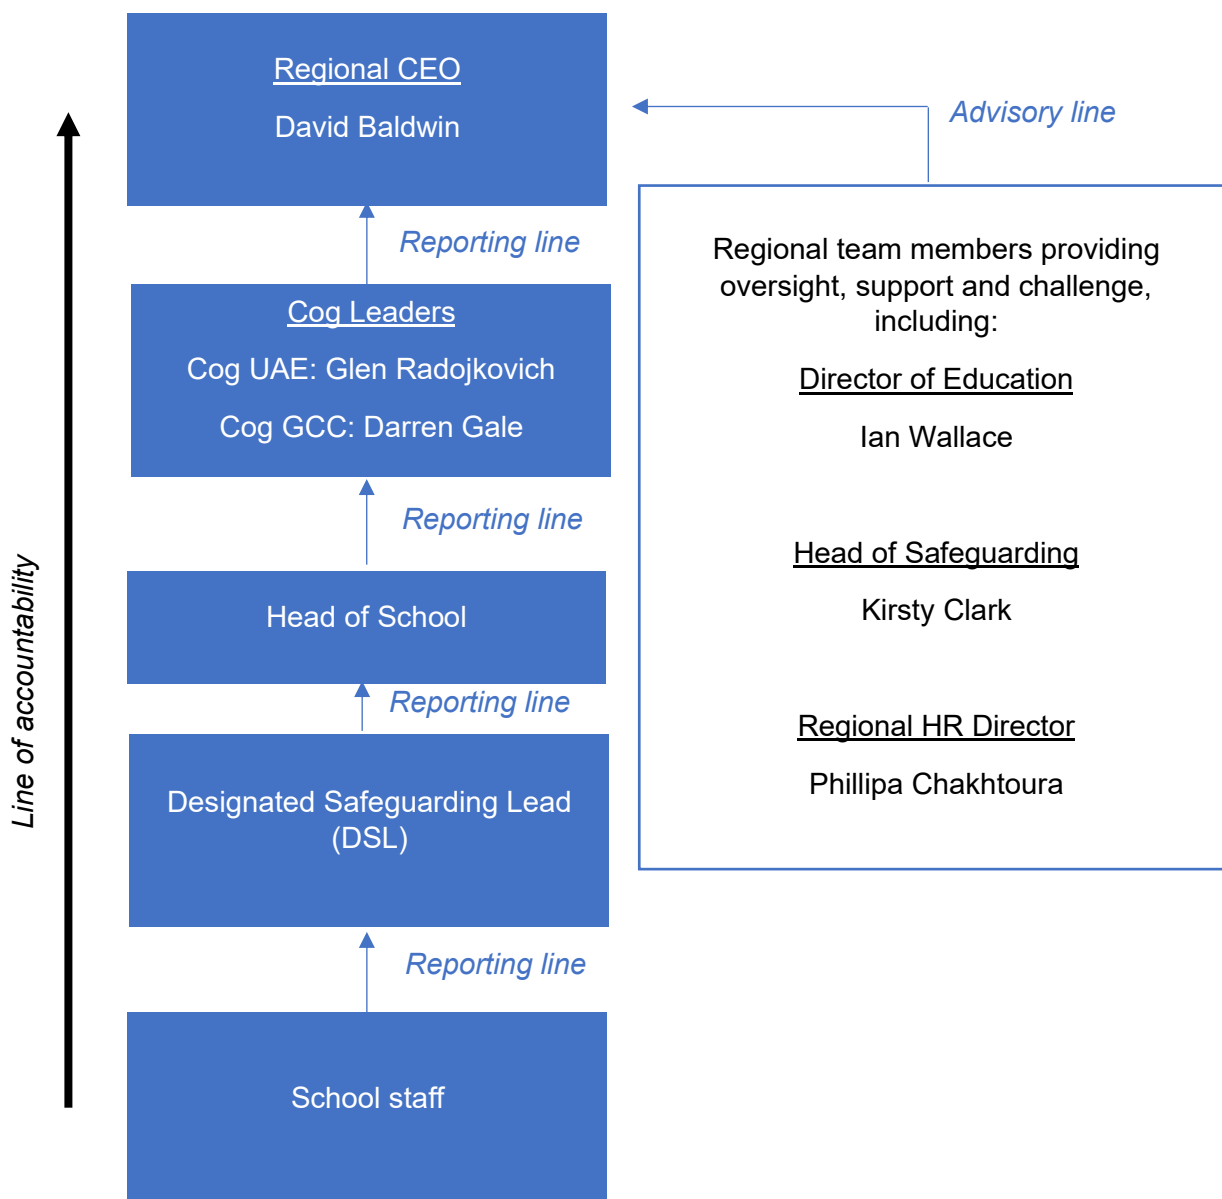 Regional CEO
David Baldwin
Advisory line
Reporting line
Cog Leaders
Cog UAE: Glen Radojkovich
Cog GCC: Darren Gale
Reporting line
Head of School
Reporting line
Designated Safeguarding Lead
(DSL)
Reporting line
School staff
Line of accountability
Regional team members providing
oversight, support and challenge,
including:
Director of Education
Ian Wallace
Head of Safeguarding
Kirsty Clark
Regional HR Director
Phillipa Chakhtoura